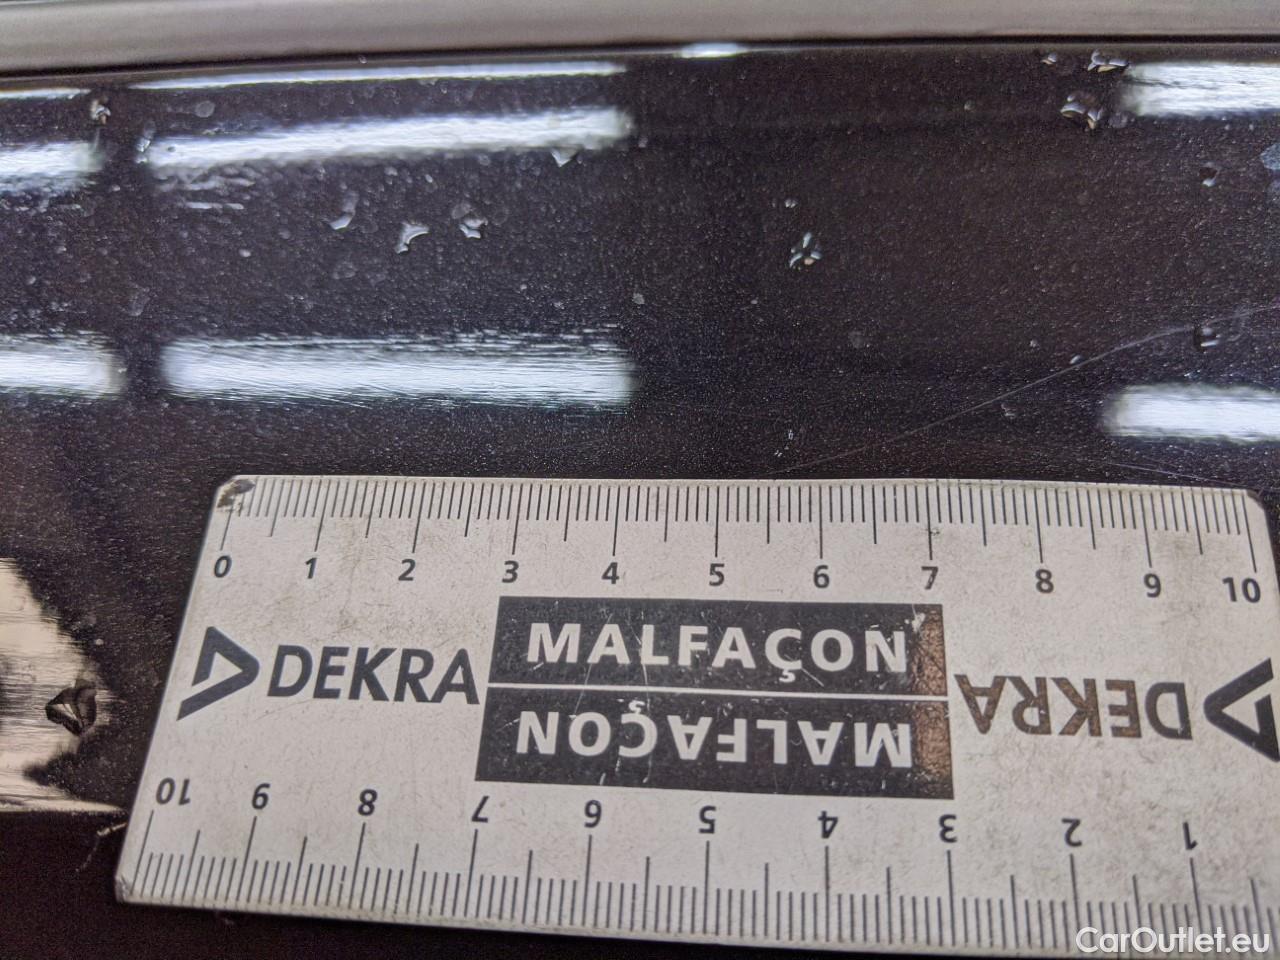 0 1 2 3 4 5 6 7 8 9 10
DEKRA MALFAÇON
MALFAÇON DEKRA
10 9 8 7 6 5 4 3 2 1
CarOutlet.eu